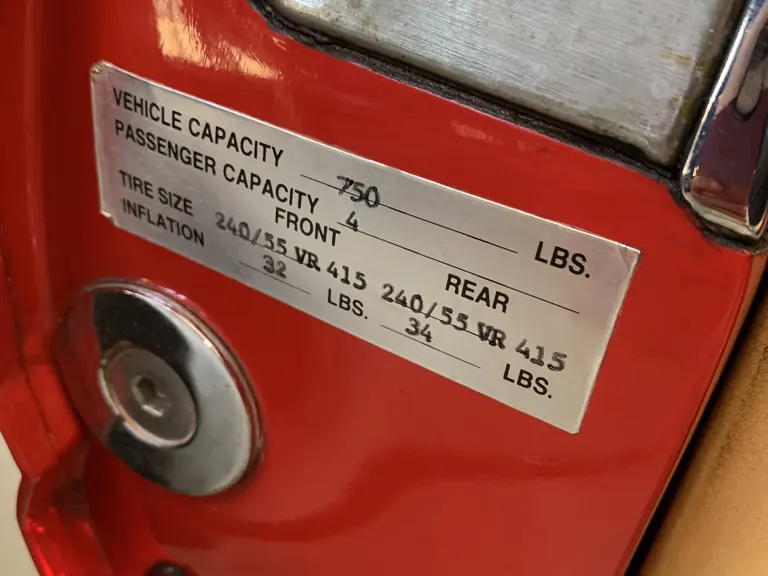 VEHICLE CAPACITY 750 LBS.
PASSENGER CAPACITY 4
FRONT REAR
TIRE SIZE 240/55 VR 415 240/55 VR 415
INFLATION 32 LBS. 34 LBS.